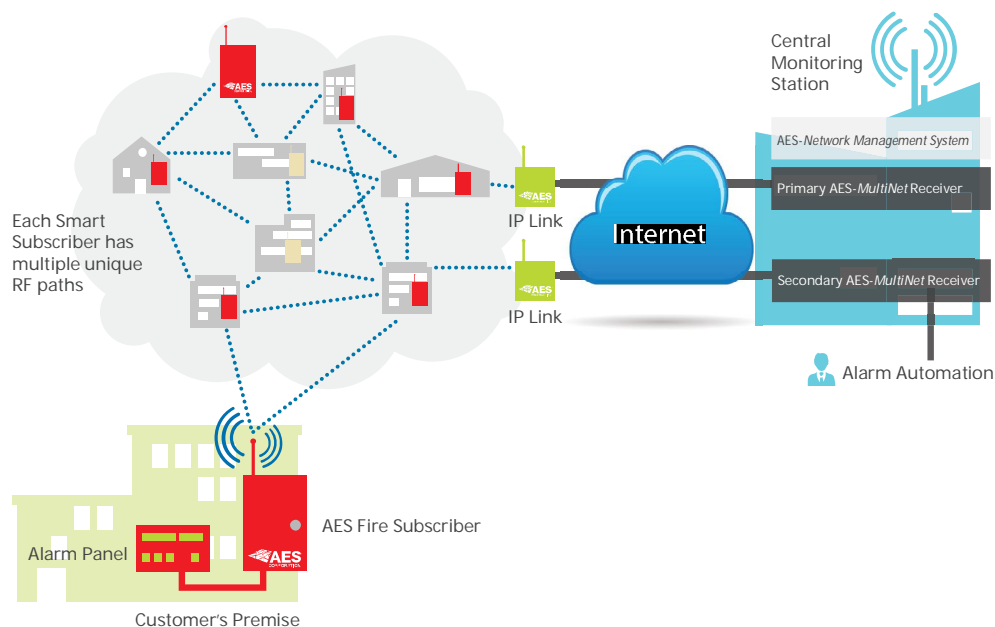 Central
Monitoring
Station
AES
AES-Network Management System
Primary AES-MultiNet Receiver
AES
IP Link
Internet
Each Smart
Subscriber has
multiple unique
RF paths
Secondary AES-MultiNet Receiver
AES
IP Link
Alarm Automation
AES Fire Subscriber
Alarm Panel
AES
Customer's Premise